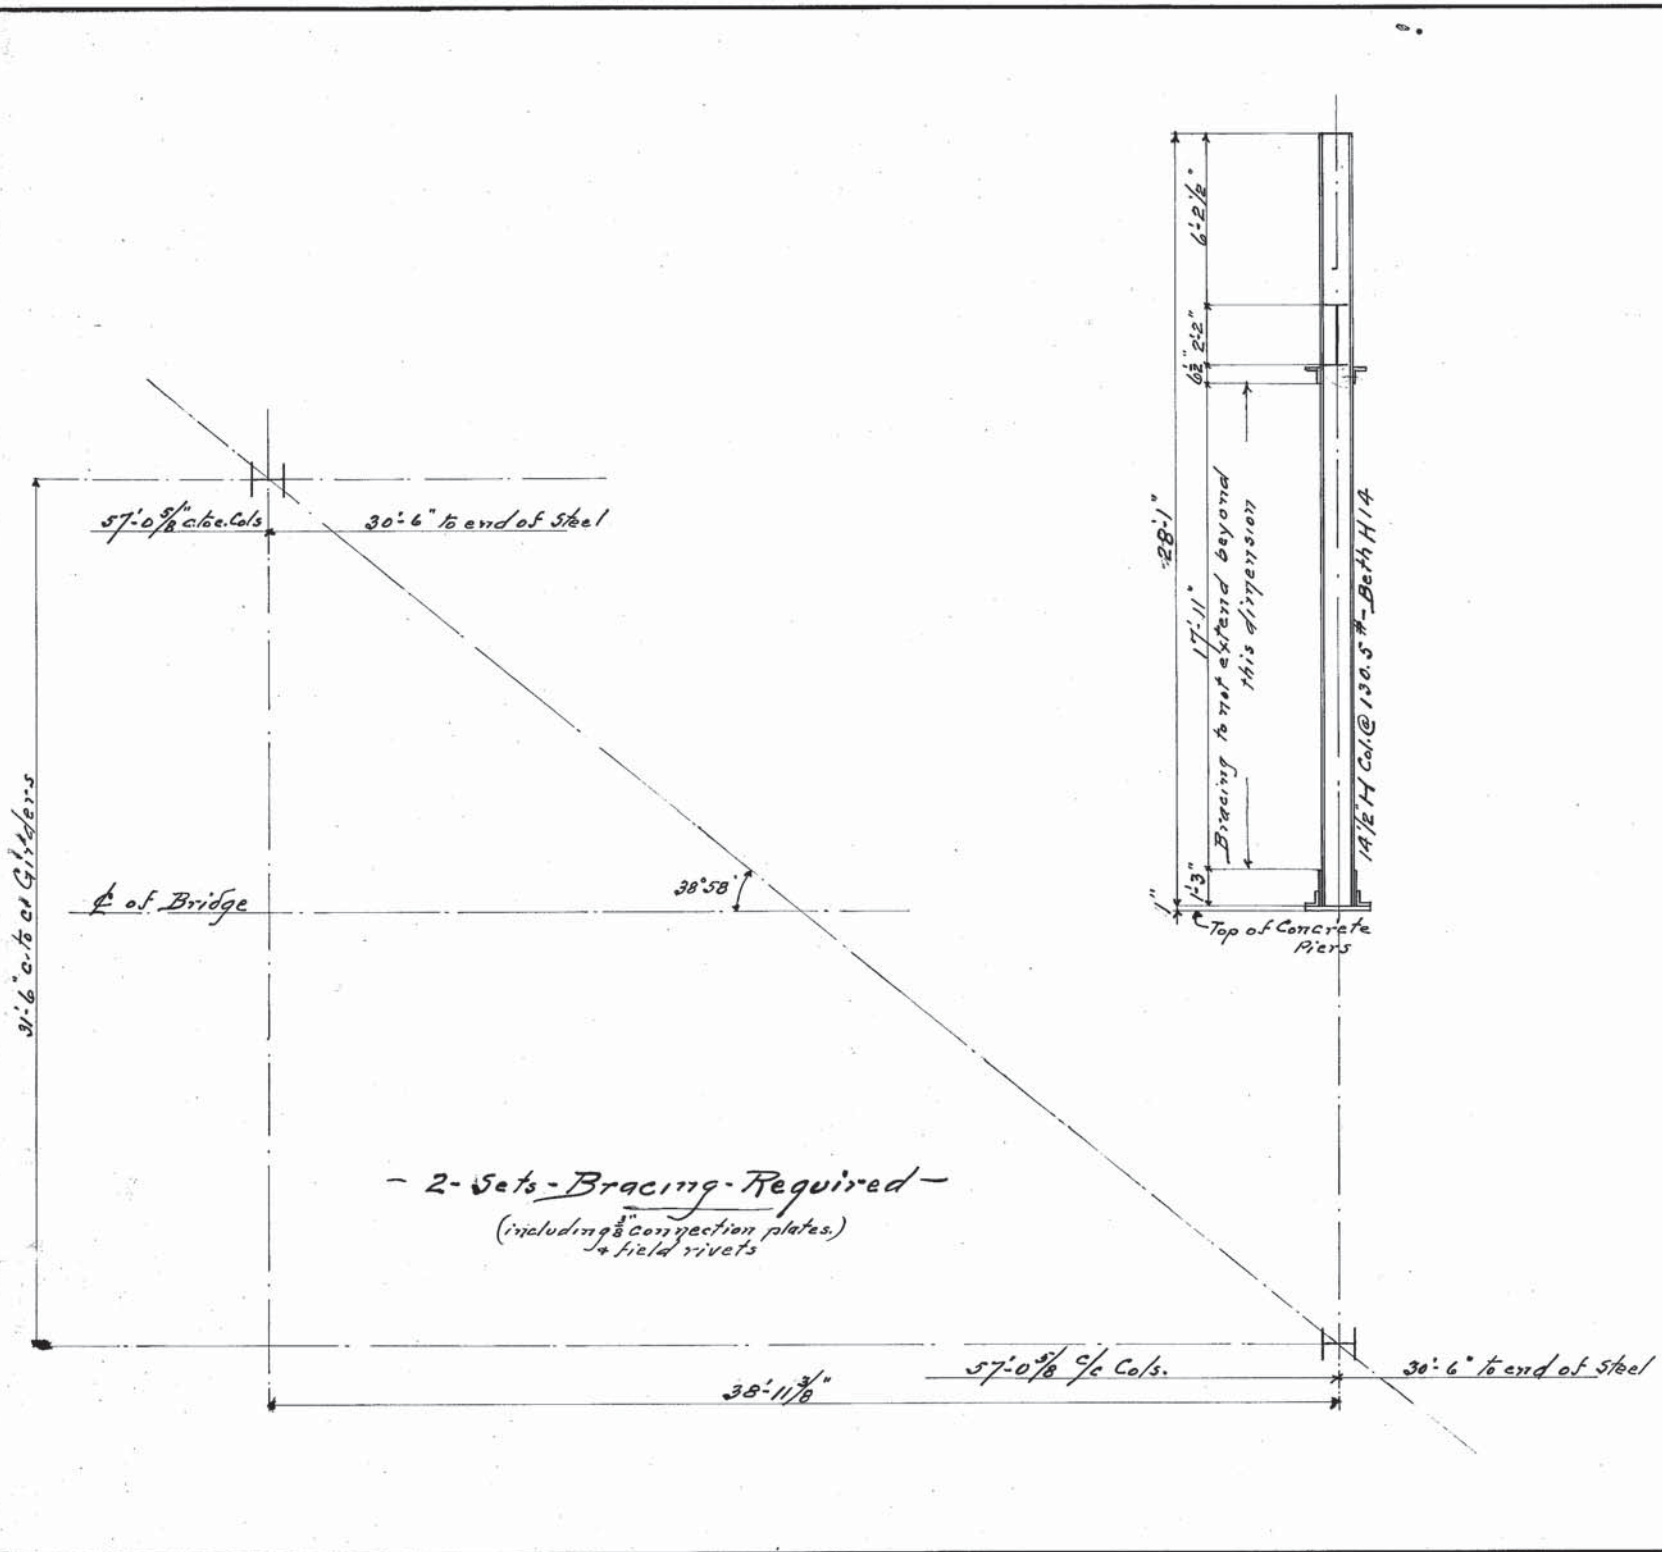 6'-2 1/2"
2'-2"
6 1/2"
28'-1"
17'-11"
Bracing to not extend beyond
this dimension
14 1/2" H Col. @ 130.5 # - Beth H 14
1'-3"
1"
Top of Concrete
Piers
57'-0 5/8" c. to c. Cols
30'-6" to end of Steel
31'-6" c. to c. of Girders
℄ of Bridge
38°58'
- 2 - Sets - Bracing - Required -
(including 3/8" connection plates.)
& field rivets
57'-0 5/8 c/c Cols.
30'-6" to end of Steel
38'-11 3/8"